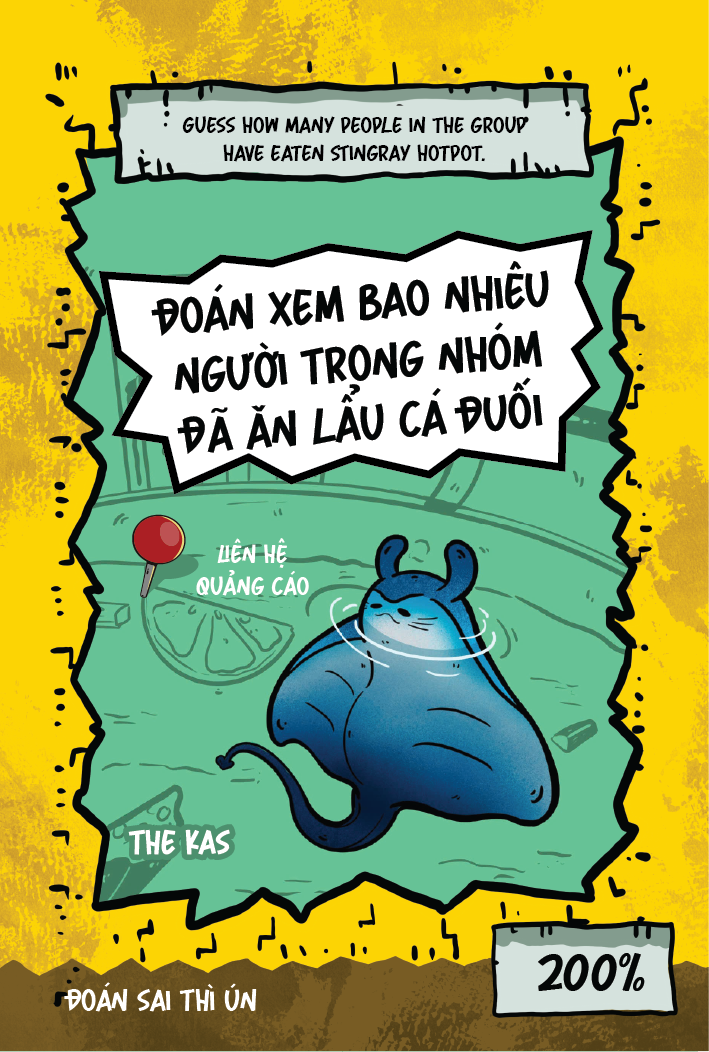 GUESS HOW MANY PEOPLE IN THE GROUP
HAVE EATEN STINGRAY HOTPOT.
ĐOÁN XEM BAO NHIÊU
NGƯỜI TRONG NHÓM
ĐÃ ĂN LẨU CÁ ĐUỐI
LIÊN HỆ
QUẢNG CÁO
THE KAS
200%
ĐOÁN SAI THÌ ÚN